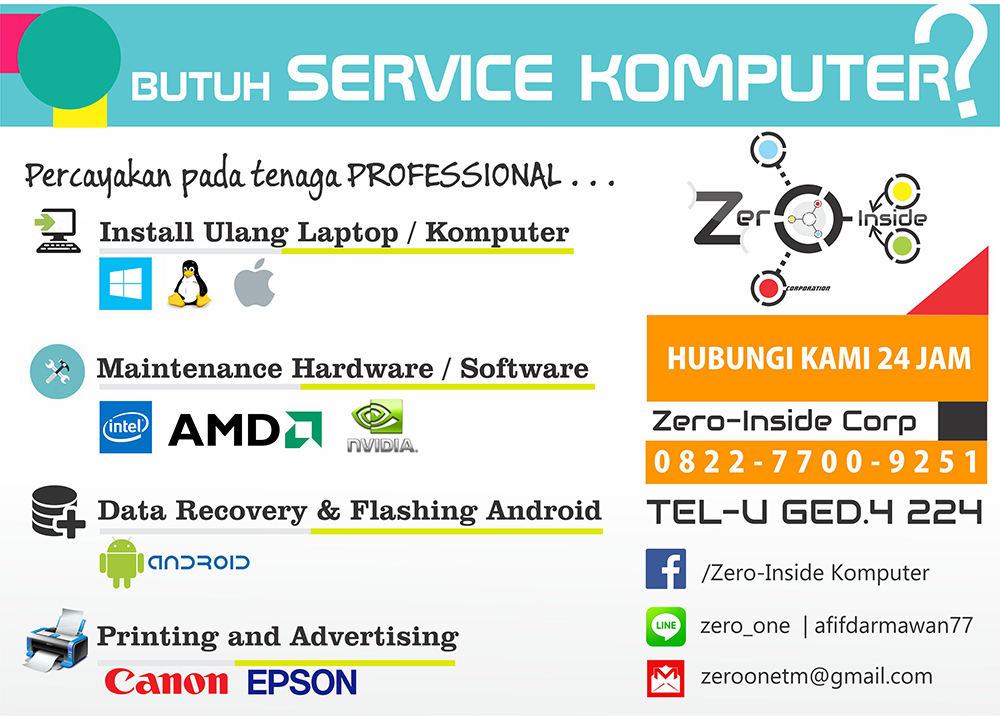 BUTUH SERVICE KOMPUTER?
Percayakan pada tenaga PROFESSIONAL . . .
Install Ulang Laptop / Komputer
Maintenance Hardware / Software
intel AMD NVIDIA.
Data Recovery & Flashing Android
ANDROID
Printing and Advertising
Canon EPSON
Zero Inside
CORPORATION
HUBUNGI KAMI 24 JAM
Zero-Inside Corp
0822-7700-9251
TEL-U GED.4 224
/Zero-Inside Komputer
LINE zero_one | afifdarmawan77
zeroonetm@gmail.com